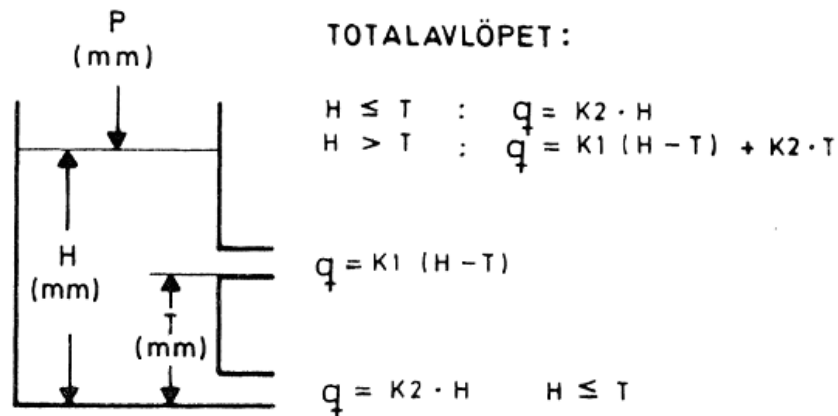 P
(mm)
TOTALAVLÖPET:
H ≤ T : q = K2 · H
H > T : q = K1 (H - T) + K2 · T
H
(mm)
q = K1 (H - T)
T
(mm)
q = K2 · H H ≤ T